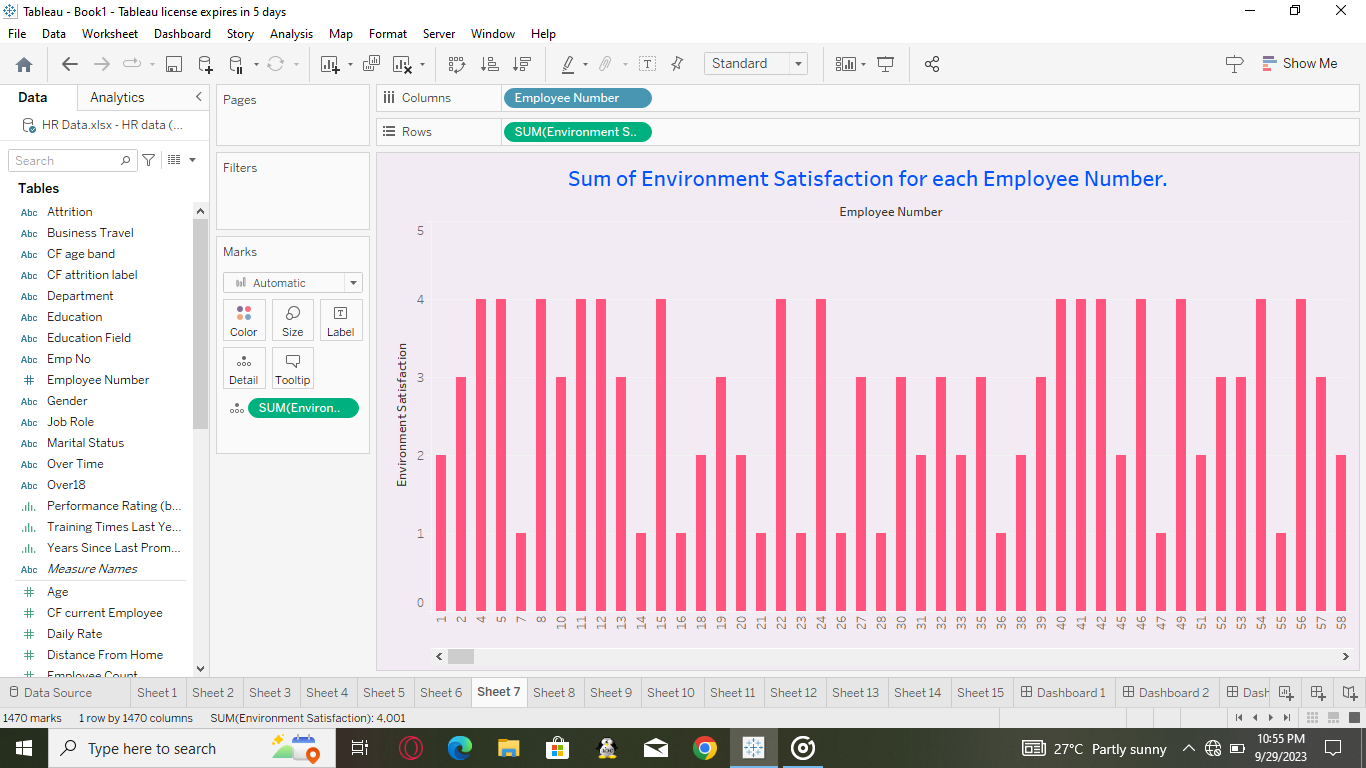 Tableau - Book1 - Tableau license expires in 5 days
File Data Worksheet Dashboard Story Analysis Map Format Server Window Help
Standard
Show Me
Data Analytics
HR Data.xlsx - HR data (...
Search
Tables
Abc Attrition
Abc Business Travel
Abc CF age band
Abc CF attrition label
Abc Department
Abc Education
Abc Education Field
Abc Emp No
# Employee Number
Abc Gender
Abc Job Role
Abc Marital Status
Abc Over Time
Abc Over18
Performance Rating (b...
Training Times Last Ye...
Years Since Last Prom...
Abc Measure Names
# Age
# CF current Employee
# Daily Rate
# Distance From Home
# Employee Count
Pages
Filters
Marks
Automatic
Color Size Label
Detail Tooltip
SUM(Environ..
Columns Employee Number
Rows SUM(Environment S..
Sum of Environment Satisfaction for each Employee Number.
Employee Number
5
4
3
2
1
0
Environment Satisfaction
1 2 4 5 7 8 10 11 12 13 14 15 16 18 19 20 21 22 23 24 26 27 28 30 31 32 33 35 36 38 39 40 41 42 45 46 47 49 51 52 53 54 55 56 57 58
Data Source Sheet 1 Sheet 2 Sheet 3 Sheet 4 Sheet 5 Sheet 6 Sheet 7 Sheet 8 Sheet 9 Sheet 10 Sheet 11 Sheet 12 Sheet 13 Sheet 14 Sheet 15 Dashboard 1 Dashboard 2 Dash
1470 marks 1 row by 1470 columns SUM(Environment Satisfaction): 4,001
Type here to search
27°C Partly sunny
10:55 PM
9/29/2023